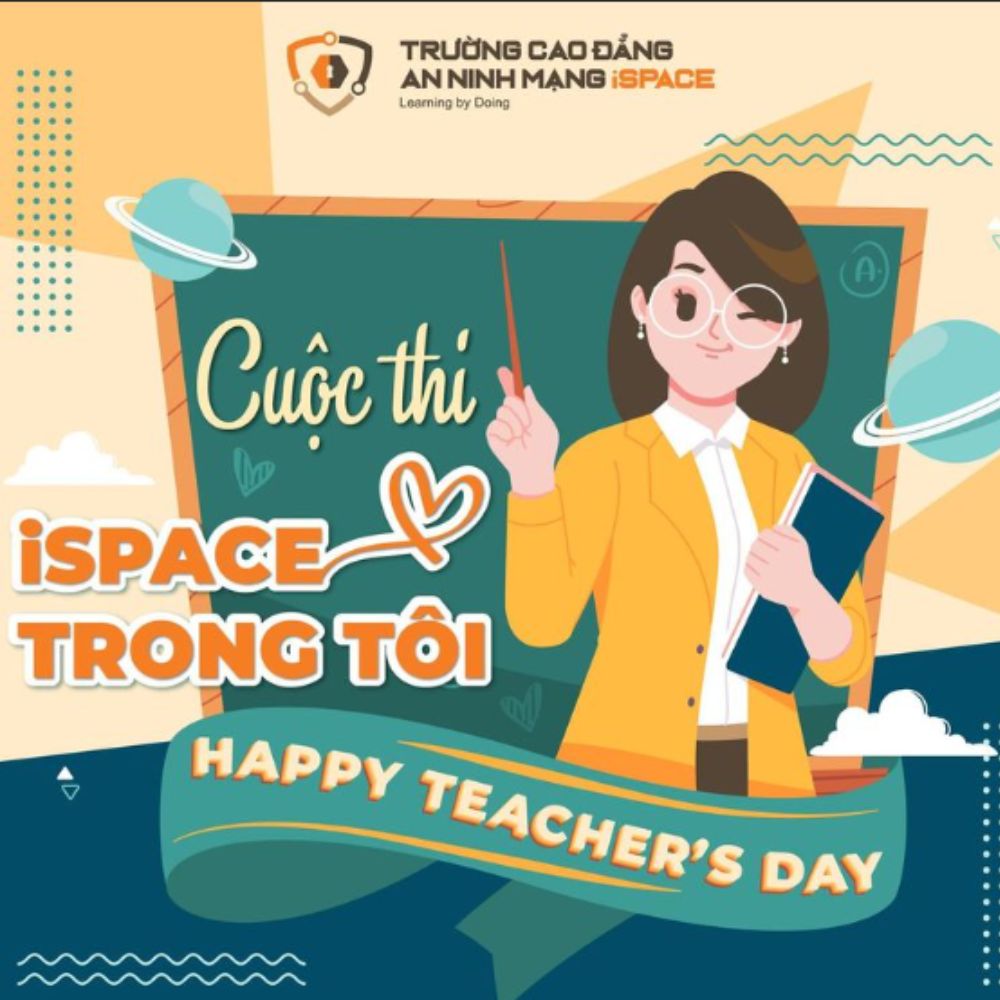 TRƯỜNG CAO ĐẲNG
AN NINH MẠNG iSPACE
Learning by Doing
A.
Cuộc thi
iSPACE
TRONG TÔI
HAPPY TEACHER'S DAY